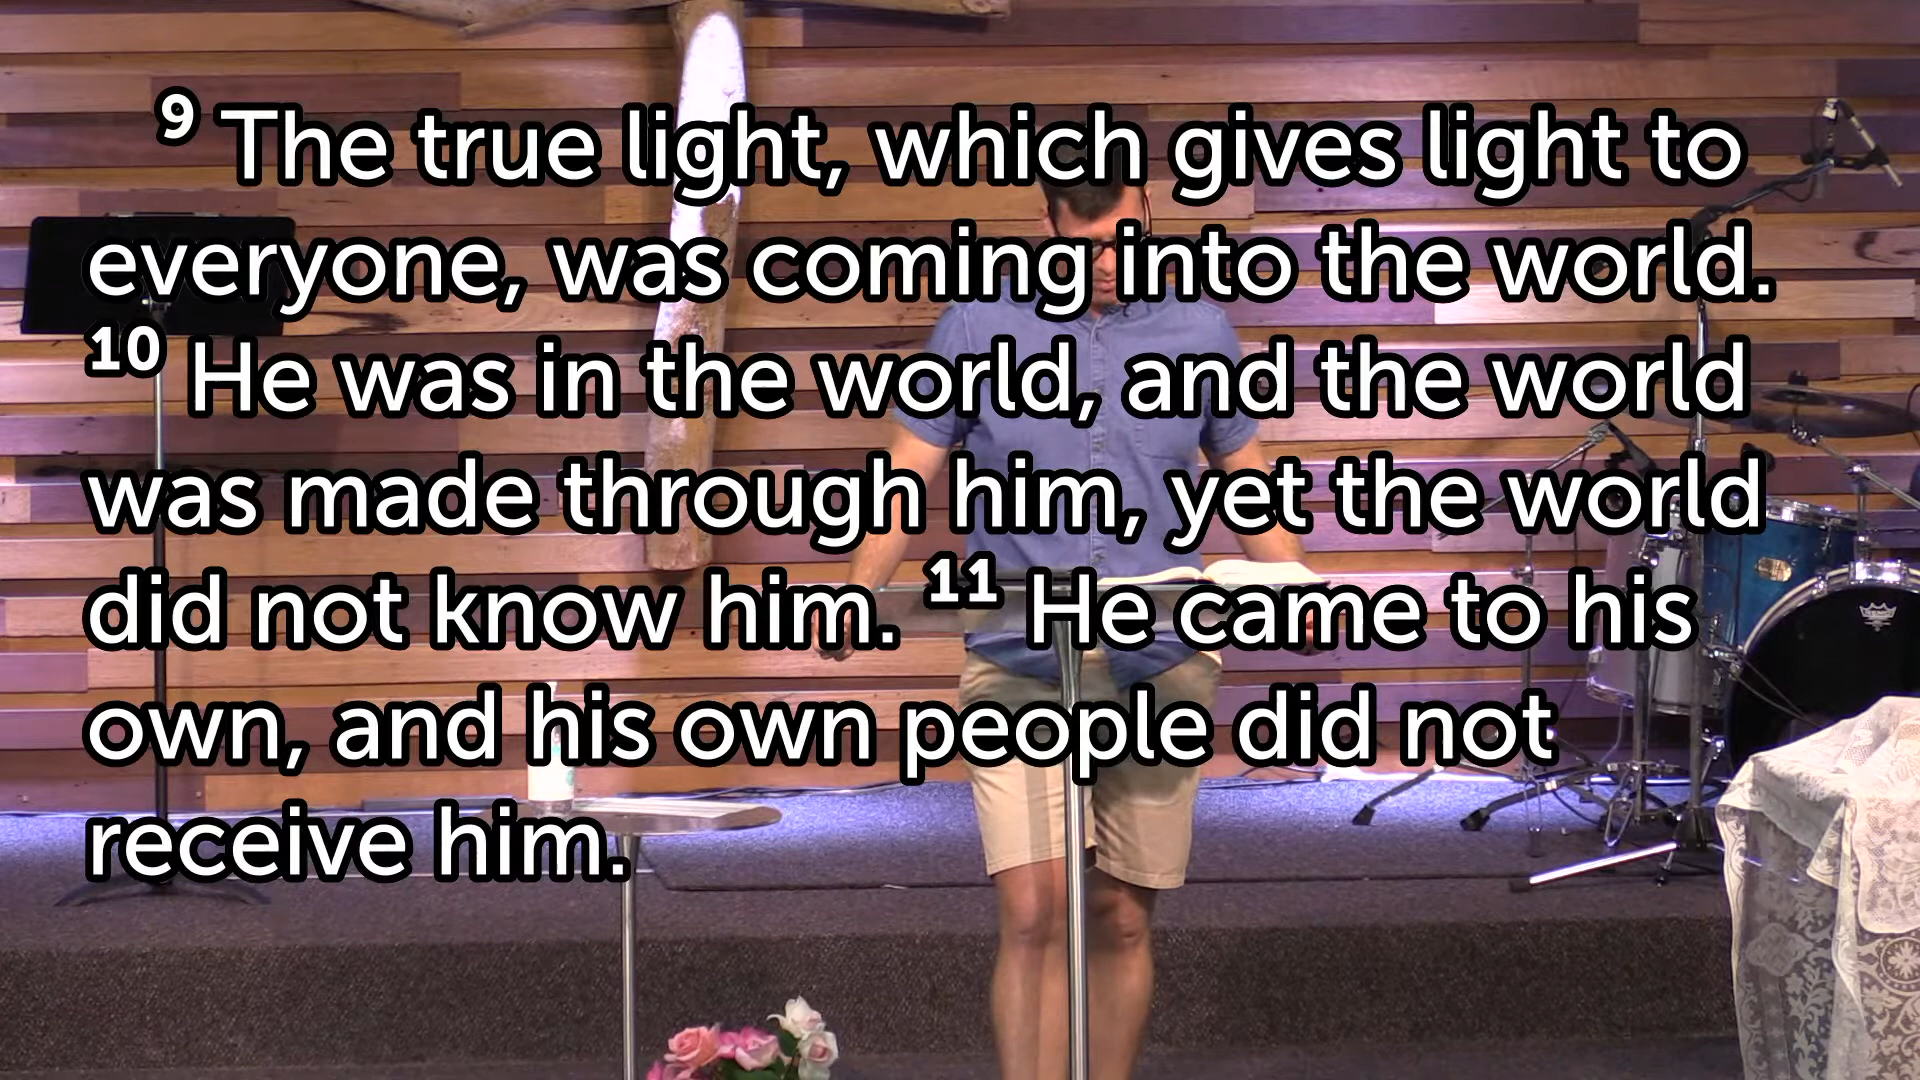 9 The true light, which gives light to
everyone, was coming into the world.
10 He was in the world, and the world
was made through him, yet the world
did not know him. 11 He came to his
own, and his own people did not
receive him.